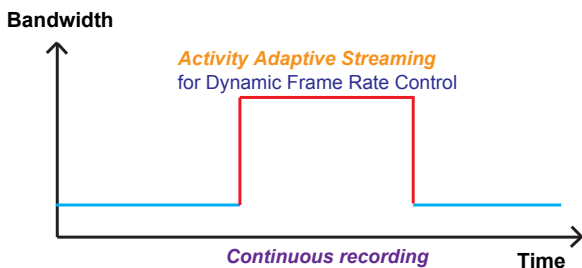 Bandwidth
Activity Adaptive Streaming
for Dynamic Frame Rate Control
Continuous recording
Time